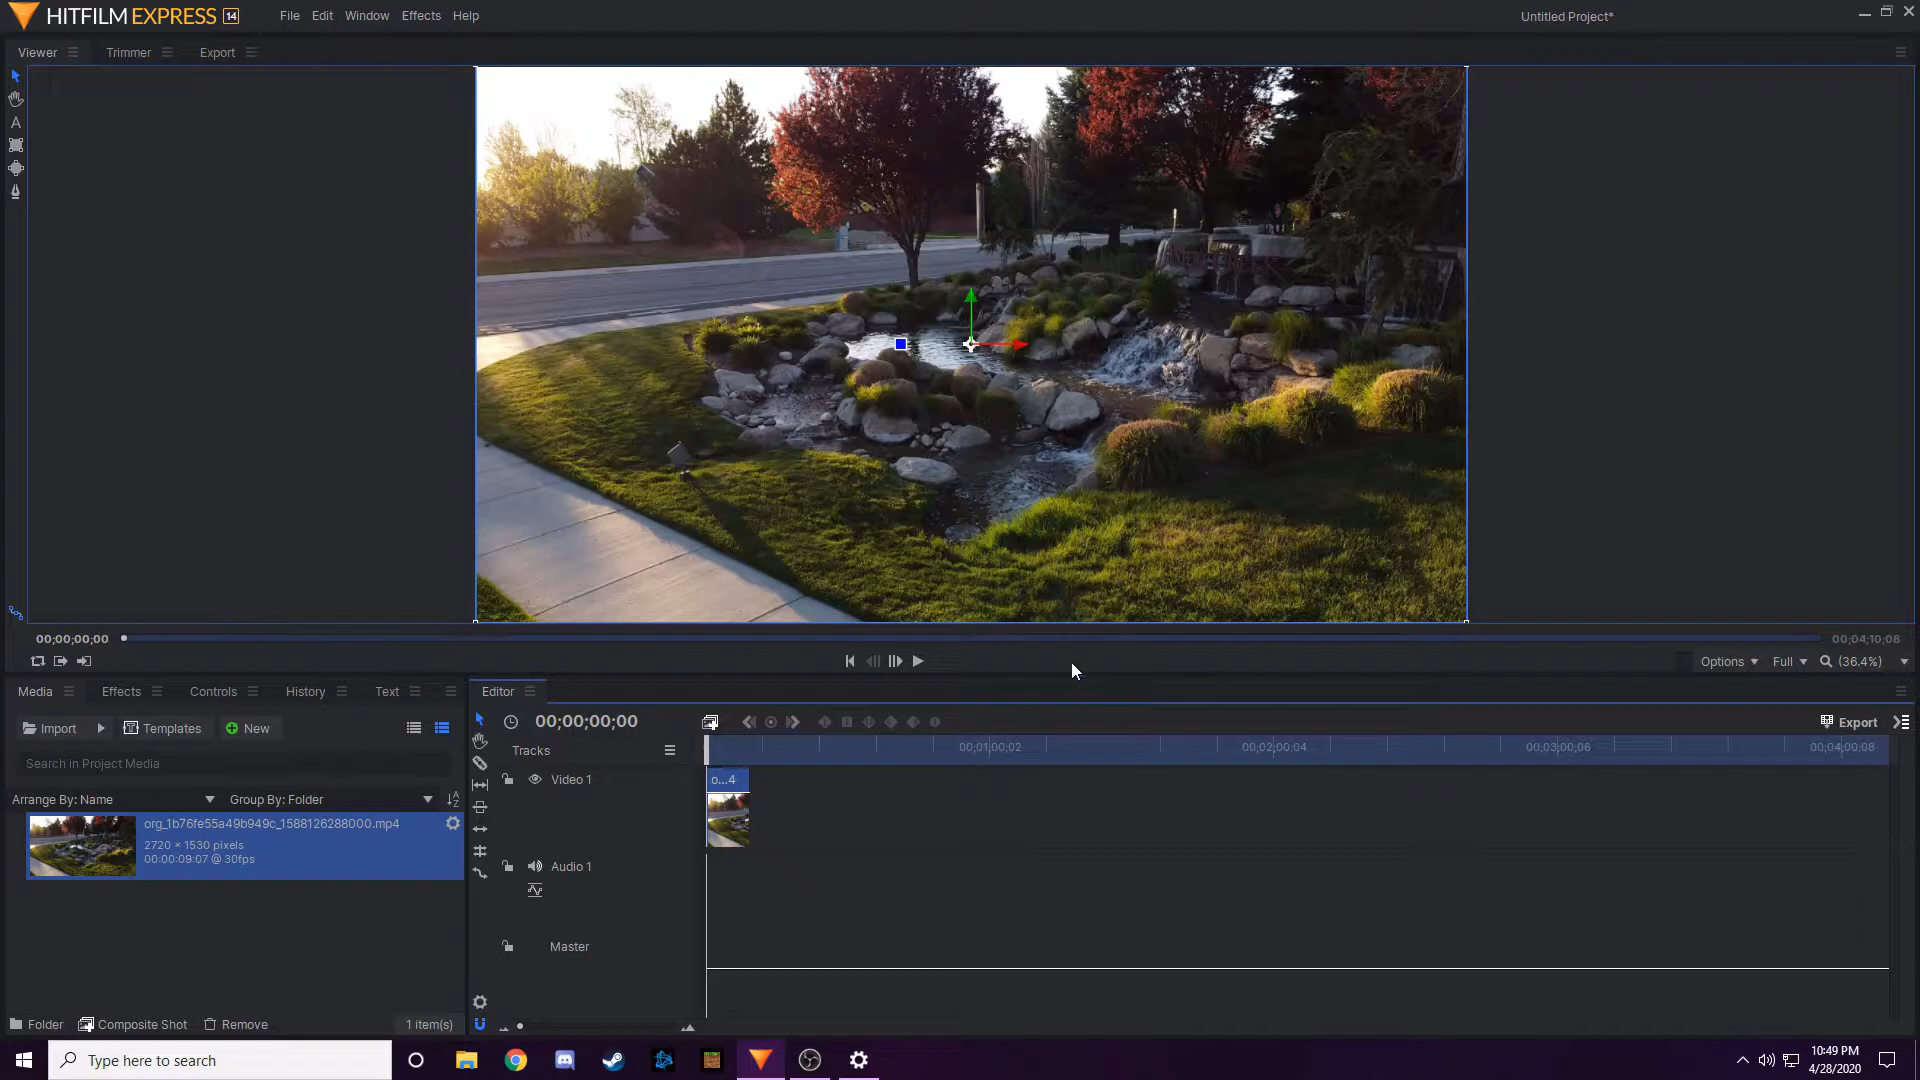 HITFILM EXPRESS 14
File Edit Window Effects Help
Untitled Project*
Viewer Trimmer Export
00;00;00;00
00;04;10;08
Options Full (36.4%)
Media Effects Controls History Text
Editor
Import Templates New
00;00;00;00
Export
Search in Project Media
Tracks
00;01;00;02 00;02;00;04 00;03;00;06 00;04;00;08
Arrange By: Name Group By: Folder
Video 1
o...4
org_1b76fe55a49b949c_1588126288000.mp4
2720 × 1530 pixels
00:00:09:07 @ 30fps
Audio 1
Master
Folder Composite Shot Remove 1 item(s)
Type here to search
10:49 PM
4/28/2020